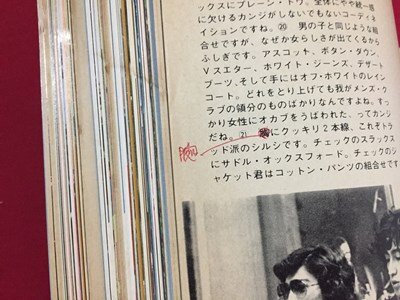 ックスにプレーン・トウ。全体にやや統一感
に欠けるカンジがしないでもないコーディネ
イションですね。⑳ 男の子と同じような組
合せですが、なぜか女らしさが出てくるから
ふしぎです。アスコット、ボタン・ダウン、
Vスエター、ホワイト・ジーンズ、デザート
ブーツ、そして手にはオフ・ホワイトのレイン
コート。どれをとり上げても我がメンズ・ク
ラブの領分のものばかりなんですよね。すっ
かり女性にオカブをうばわれた、ってカンジ
だね。㉑ にクッキリ2本線、これぞトラ
ッド派のシルシです。チェックのスラックス
にサドル・オックスフォード。チェックのジ
ャケット君はコットン・パンツの組合せです